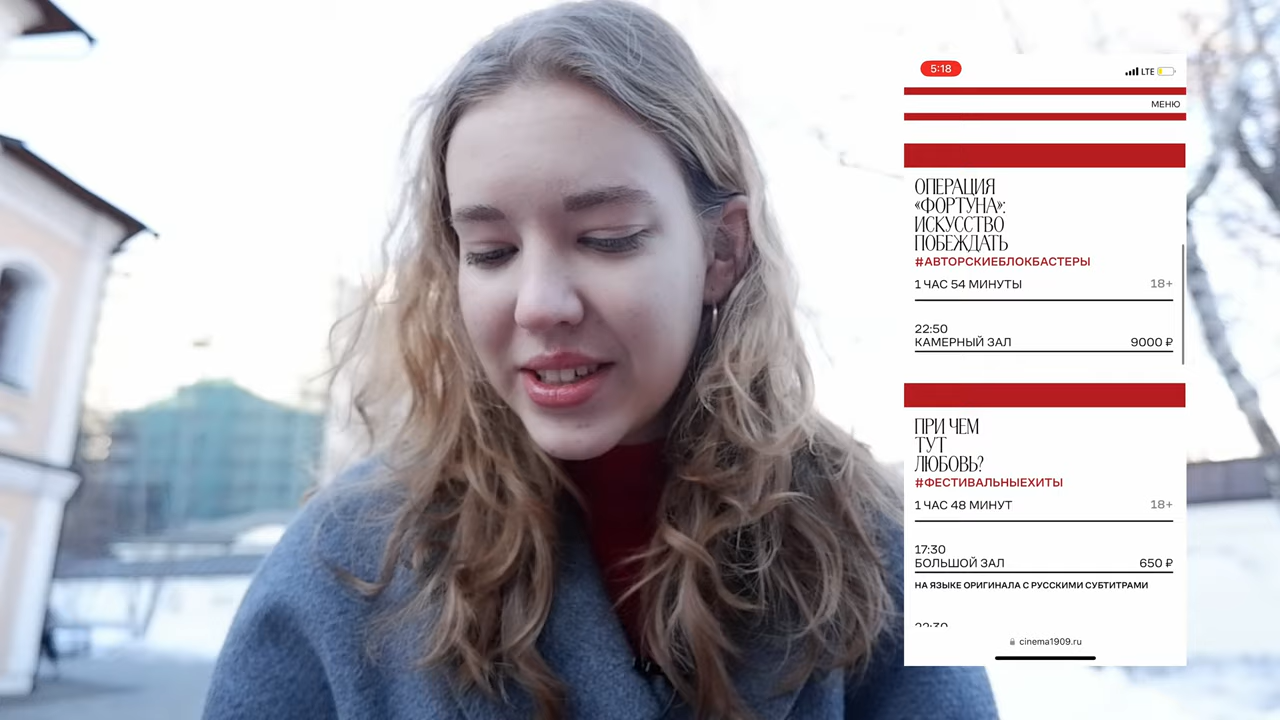 5:18
LTE
МЕНЮ
ОПЕРАЦИЯ
«ФОРТУНА»:
ИСКУССТВО
ПОБЕЖДАТЬ
#АВТОРСКИЕБЛОКБАСТЕРЫ
1 ЧАС 54 МИНУТЫ 18+
22:50
КАМЕРНЫЙ ЗАЛ 9000 ₽
ПРИ ЧЕМ
ТУТ
ЛЮБОВЬ?
#ФЕСТИВАЛЬНЫЕХИТЫ
1 ЧАС 48 МИНУТ 18+
17:30
БОЛЬШОЙ ЗАЛ 650 ₽
НА ЯЗЫКЕ ОРИГИНАЛА С РУССКИМИ СУБТИТРАМИ
cinema1909.ru